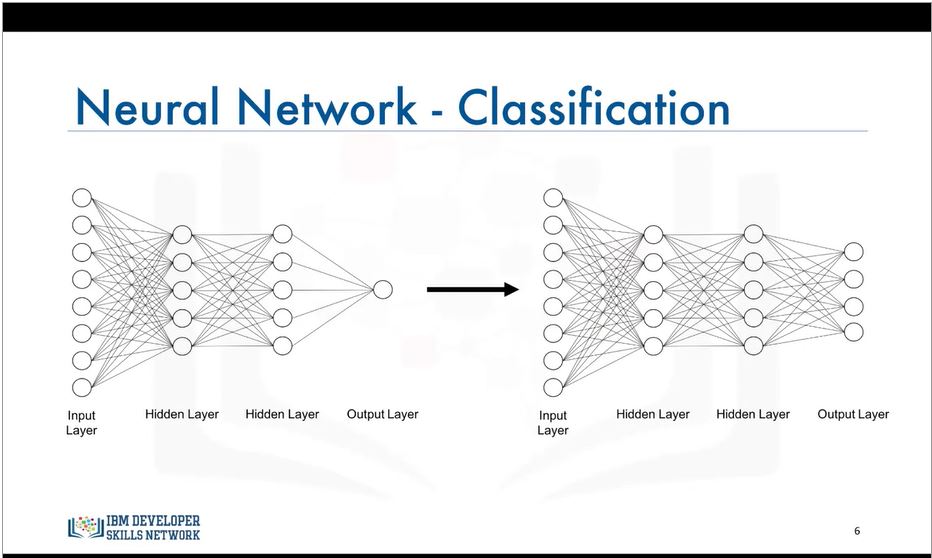 Neural Network - Classification
Input
Layer
Hidden Layer
Hidden Layer
Output Layer
Input
Layer
Hidden Layer
Hidden Layer
Output Layer
IBM DEVELOPER
SKILLS NETWORK
6